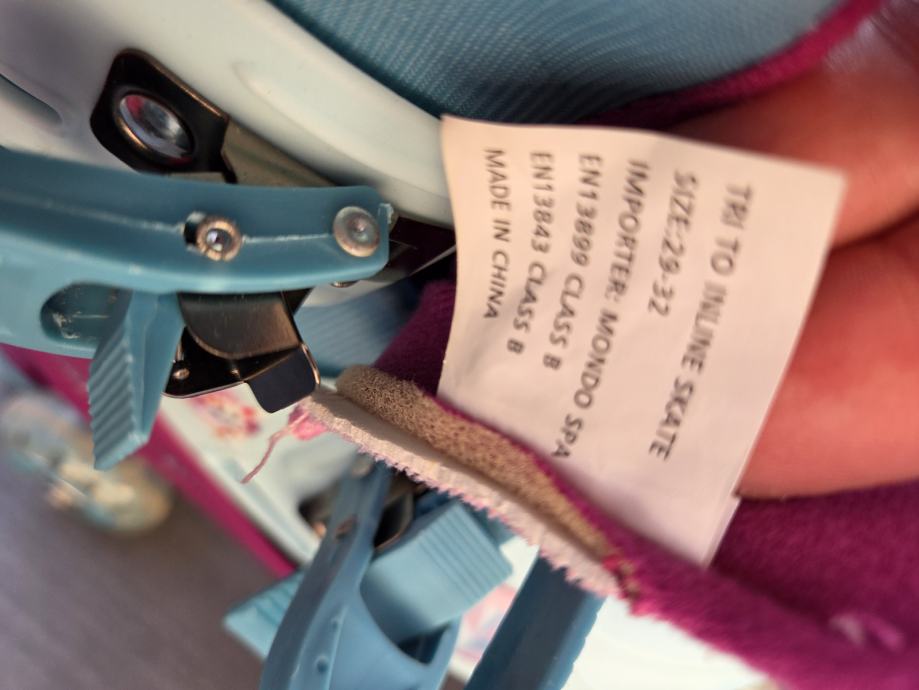 TRI TO INLINE SKATE
SIZE:29-32
IMPORTER: MONDO SPA
EN13899 CLASS B
EN13843 CLASS B
MADE IN CHINA